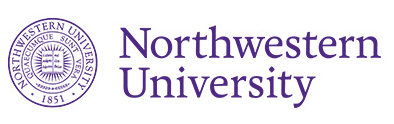 NORTHWESTERN UNIVERSITY
QUAECUMQUE SUNT VERA
• 1851 •
Northwestern
University